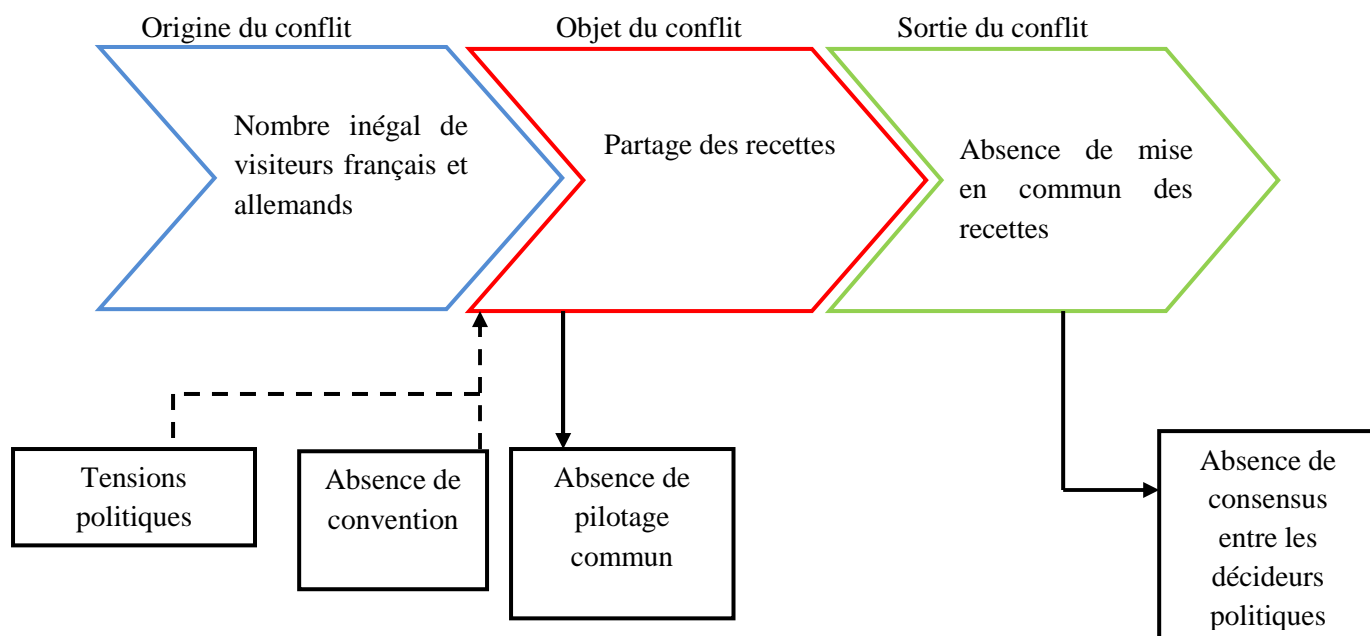 Origine du conflit
Objet du conflit
Sortie du conflit
Nombre inégal de
visiteurs français et
allemands
Partage des recettes
Absence de mise
en commun des
recettes
Tensions
politiques
Absence de
convention
Absence de
pilotage
commun
Absence de
consensus
entre les
décideurs
politiques